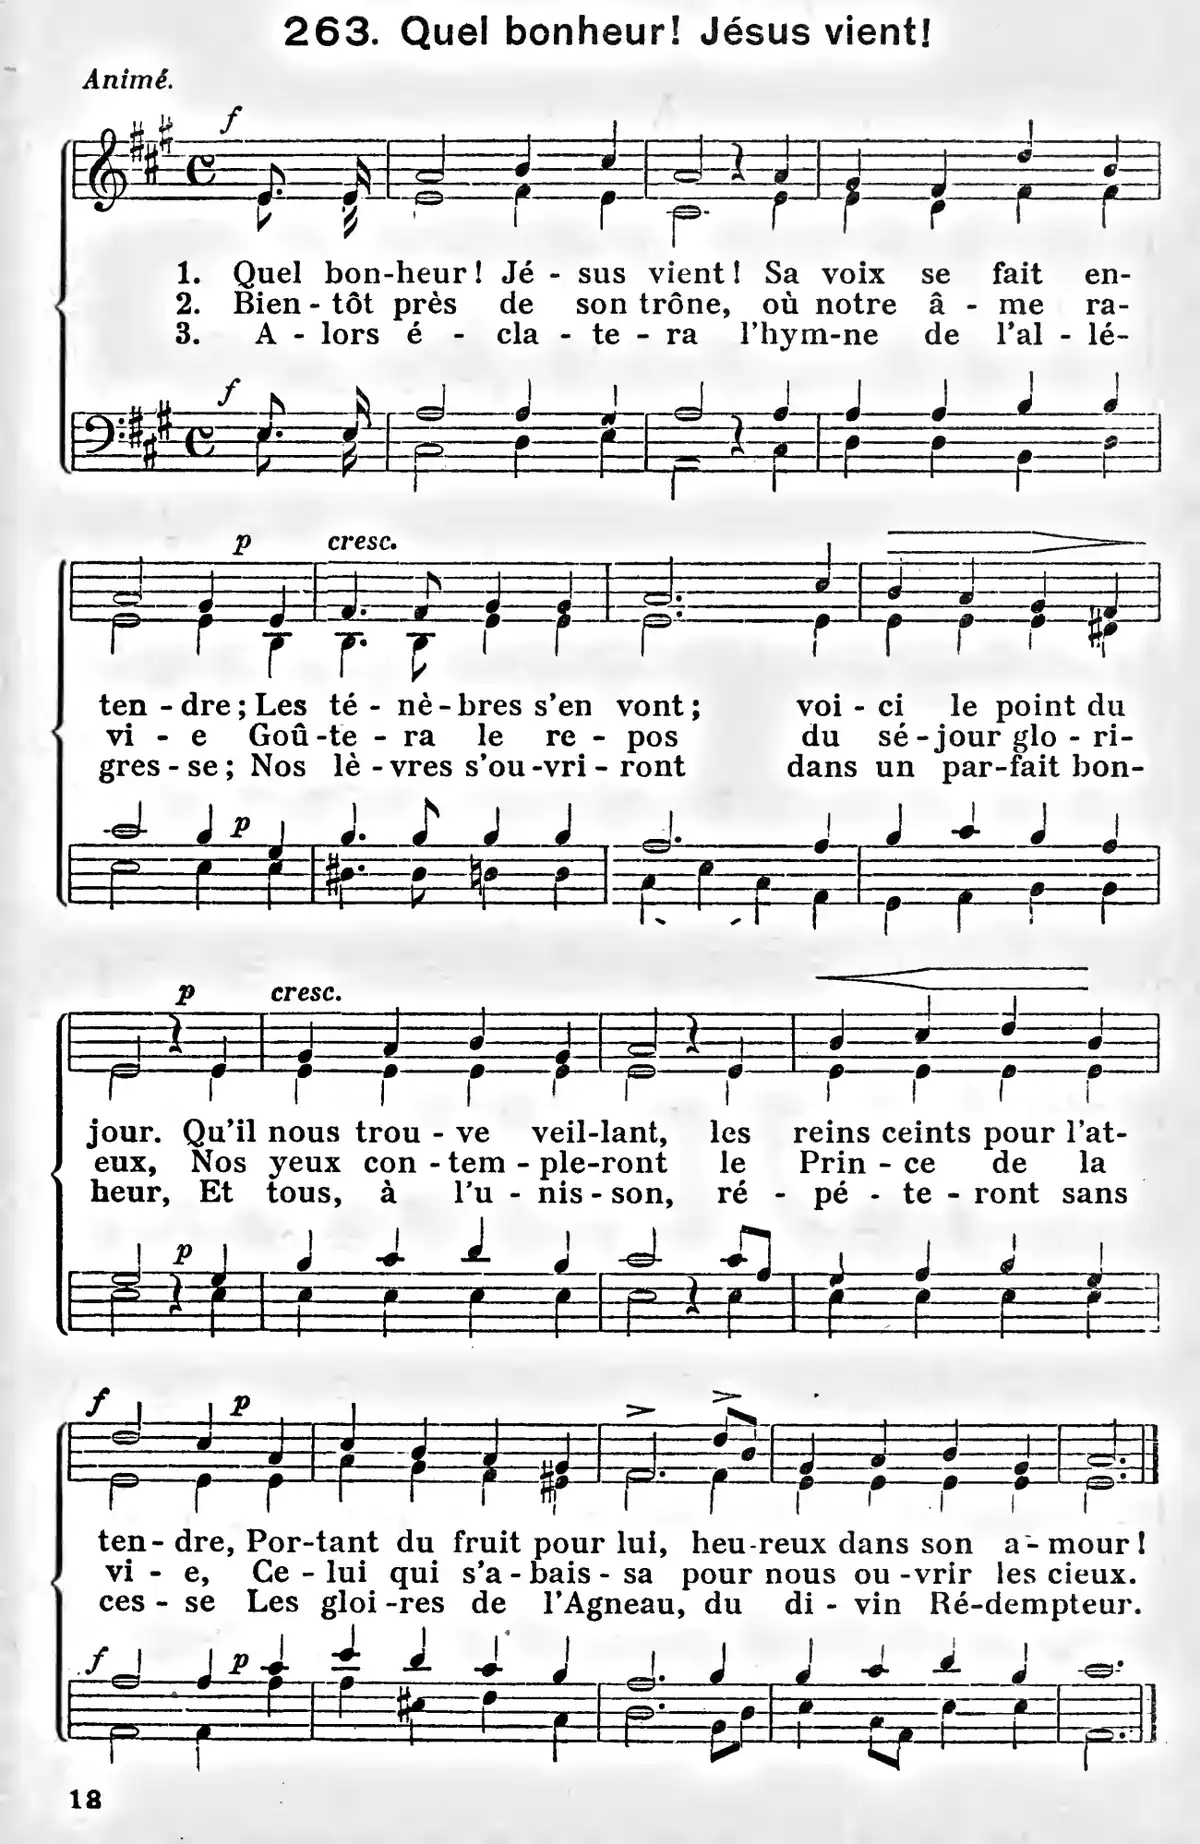 263. Quel bonheur! Jésus vient!
Animé.
f
1. Quel bon-heur! Jé - sus vient! Sa voix se fait en-
2. Bien - tôt près de son trône, où notre â - me ra-
3. A - lors é - cla - te - ra l'hym-ne de l'al - lé-
f
p cresc.
ten - dre; Les té - nè - bres s'en vont; voi - ci le point du
vi - e Goû - te - ra le re - pos du sé - jour glo - ri-
gres - se; Nos lè - vres s'ou - vri - ront dans un par-fait bon-
p
p cresc.
jour. Qu'il nous trou - ve veil-lant, les reins ceints pour l'at-
eux, Nos yeux con - tem - ple-ront le Prin - ce de la
heur, Et tous, à l'u - nis - son, ré - pé - te - ront sans
p
f p
ten - dre, Por-tant du fruit pour lui, heu-reux dans son a - mour!
vi - e, Ce - lui qui s'a - bais - sa pour nous ou - vrir les cieux.
ces - se Les gloi - res de l'Agneau, du di - vin Ré-dempteur.
f p
18